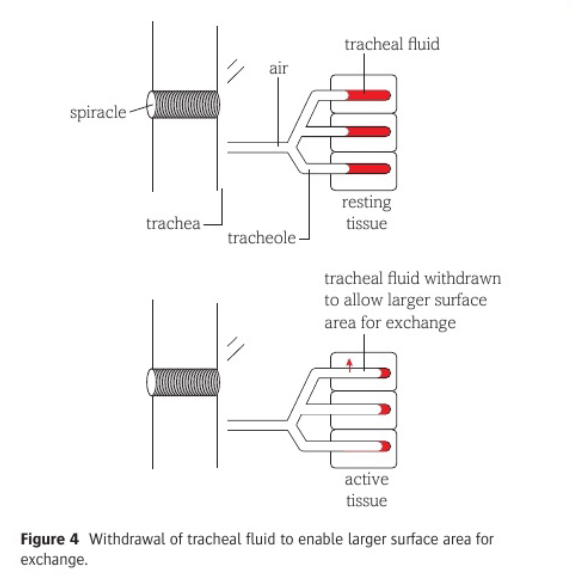 tracheal fluid
air
spiracle
trachea
tracheole
resting
tissue
tracheal fluid withdrawn
to allow larger surface
area for exchange
active
tissue
Figure 4 Withdrawal of tracheal fluid to enable larger surface area for
exchange.